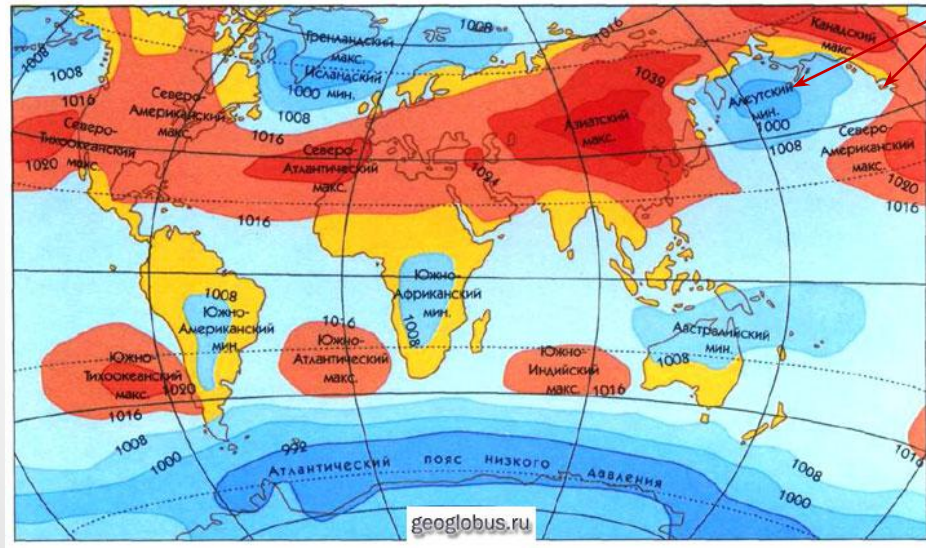 1008
1016
Канадский
макс.
1008
1008
Гренландский
макс.
Исландский
мин.
1000
1008
1016
Северо-
Американский
макс.
1016
Северо-
Тихоокеанский
макс.
1020
Северо-
Атлантический
макс.
1024
1032
Азиатский
макс.
Алеутский
мин.
1000
1008
Северо-
Американский
макс.
1020
1016
1016
1016
1008
Южно-
Американский
мин.
Южно-
Африканский
мин.
1008
Австралийский
мин.
1008
Южно-
Тихоокеанский
макс.
1020
1016
1016
Южно-
Атлантический
макс.
Южно-
Индийский
макс.
1016
1016
1008
1000
992
Атлантический пояс низкого давления
1008
1000
geoglobus.ru